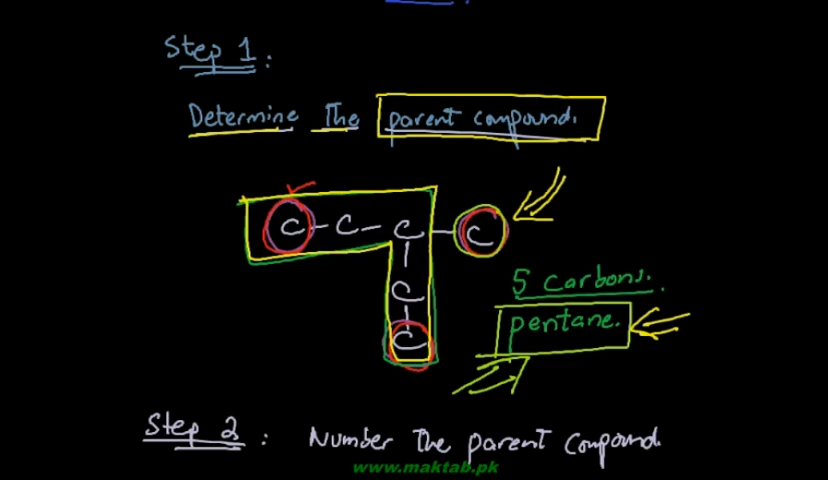 Step 1:
Determine The parent compound.
C - C - C - C
C
C
5 carbons.
pentane.
Step 2: Number The parent compound
www.maktab.pk